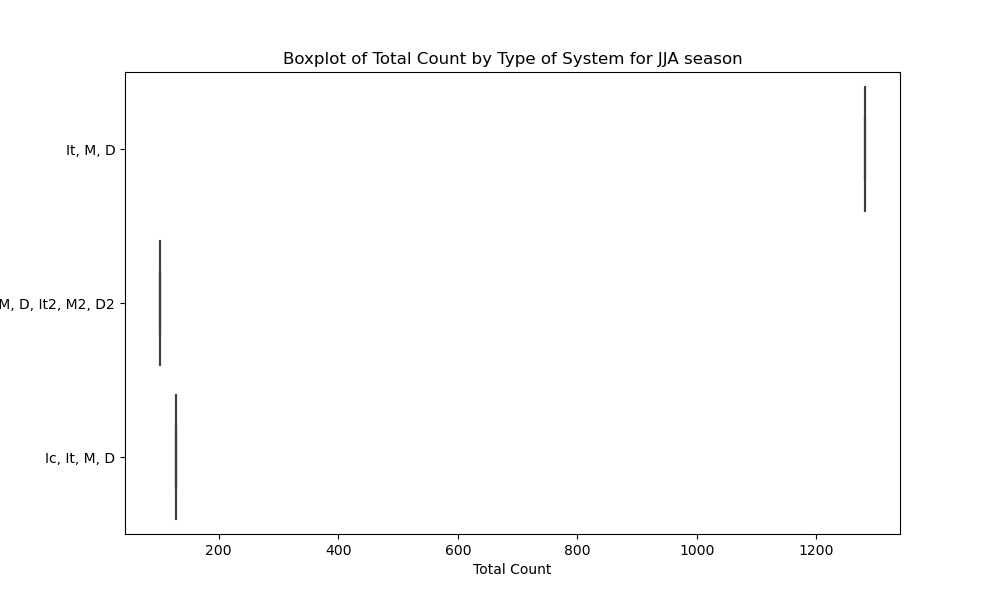 Boxplot of Total Count by Type of System for JJA season
It, M, D
M, D, It2, M2, D2
Ic, It, M, D
200 400 600 800 1000 1200
Total Count